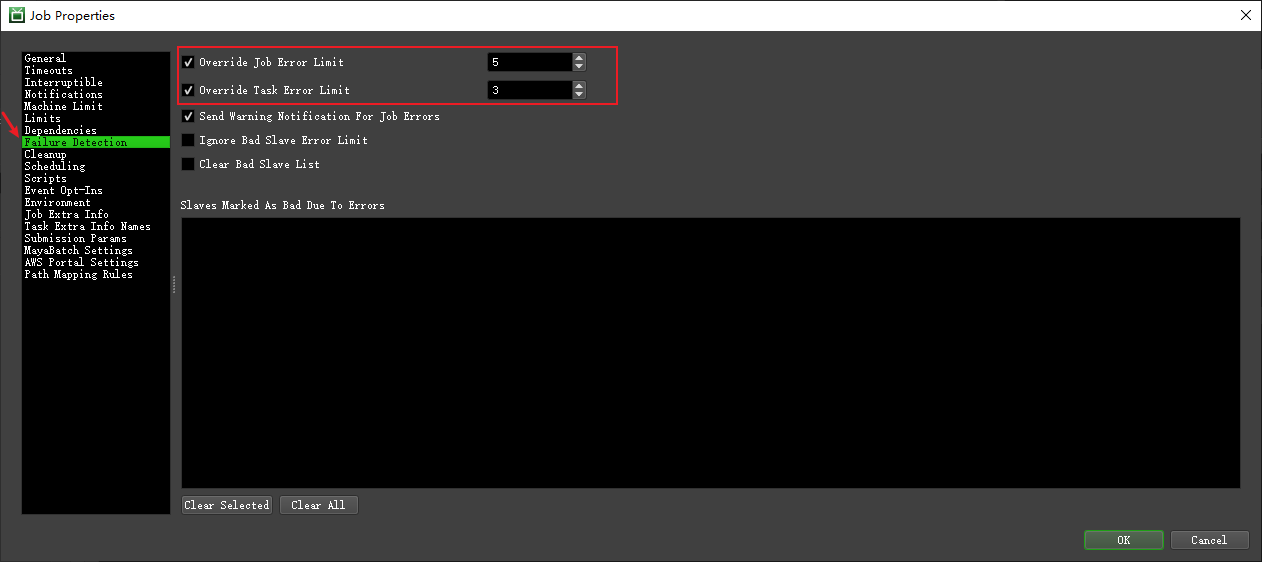 Job Properties
General
Timeouts
Interruptible
Notifications
Machine Limit
Limits
Dependencies
Failure Detection
Cleanup
Scheduling
Scripts
Event Opt-Ins
Environment
Job Extra Info
Task Extra Info Names
Submission Params
MayaBatch Settings
AWS Portal Settings
Path Mapping Rules
Override Job Error Limit 5
Override Task Error Limit 3
Send Warning Notification For Job Errors
Ignore Bad Slave Error Limit
Clear Bad Slave List
Slaves Marked As Bad Due To Errors
Clear Selected Clear All
OK Cancel